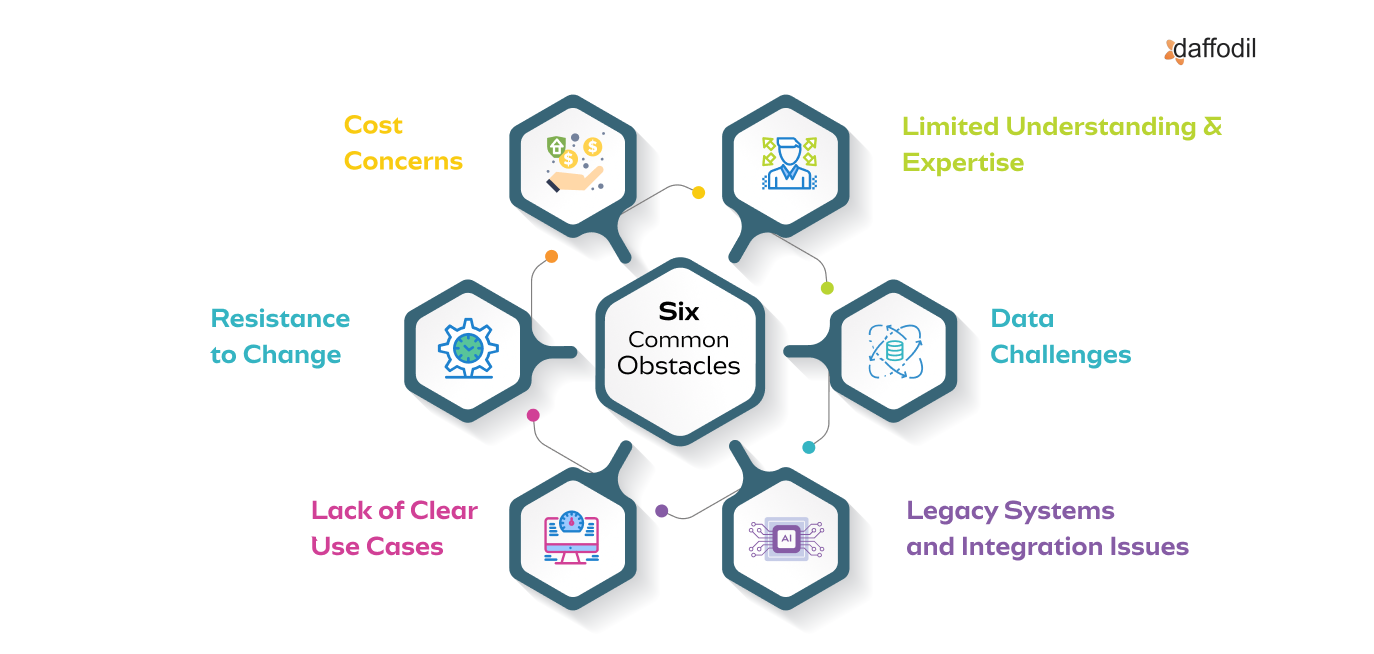 daffodil
Cost
Concerns
Limited Understanding &
Expertise
Resistance
to Change
Six
Common
Obstacles
Data
Challenges
Lack of Clear
Use Cases
AI
Legacy Systems
and Integration Issues
$
$